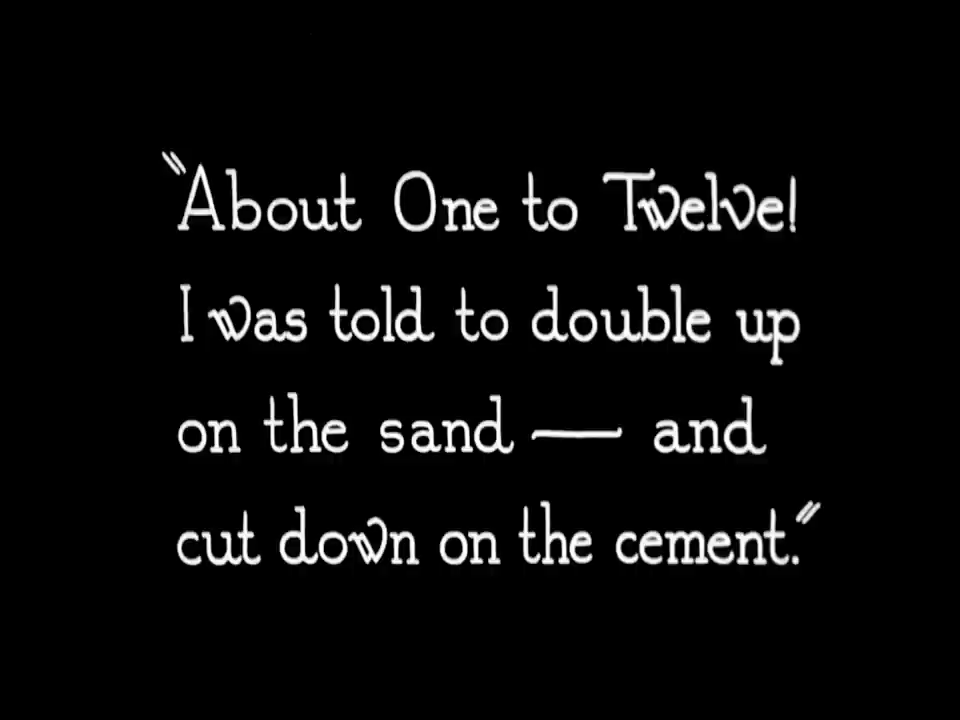 "About One to Twelve!
I was told to double up
on the sand — and
cut down on the cement."